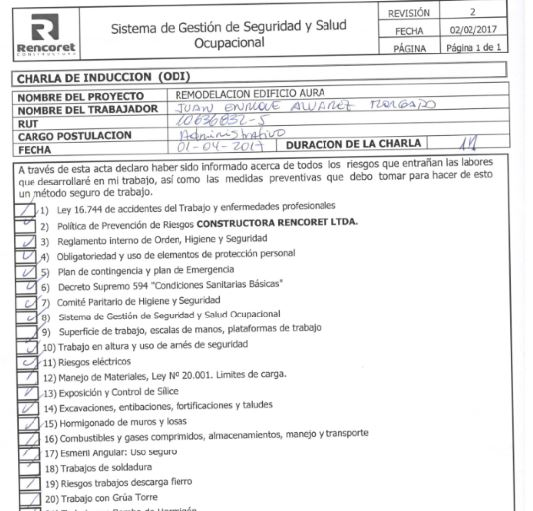 Rencoret
CONSTRUCTORA
Sistema de Gestión de Seguridad y Salud
Ocupacional
REVISIÓN 2
FECHA 02/02/2017
PÁGINA Página 1 de 1
CHARLA DE INDUCCION (ODI)
NOMBRE DEL PROYECTO REMODELACION EDIFICIO AURA
NOMBRE DEL TRABAJADOR JUAN ENRIQUE ALVAREZ
RUT 10636832-5
CARGO POSTULACION Administrativo
FECHA 01-04-2017 DURACION DE LA CHARLA
A través de esta acta declaro haber sido informado acerca de todos los riesgos que entrañan las labores
que desarrollaré en mi trabajo, así como las medidas preventivas que debo tomar para hacer de esto
un método seguro de trabajo.
1) Ley 16.744 de accidentes del Trabajo y enfermedades profesionales
2) Política de Prevención de Riesgos CONSTRUCTORA RENCORET LTDA.
3) Reglamento interno de Orden, Higiene y Seguridad
4) Obligatoriedad y uso de elementos de protección personal
5) Plan de contingencia y plan de Emergencia
6) Decreto Supremo 594 "Condiciones Sanitarias Básicas"
7) Comité Paritario de Higiene y Seguridad
8) Sistema de Gestión de Seguridad y Salud Ocupacional
9) Superficie de trabajo, escalas de manos, plataformas de trabajo
10) Trabajo en altura y uso de arnés de seguridad
11) Riesgos eléctricos
12) Manejo de Materiales, Ley Nº 20.001. Limites de carga.
13) Exposición y Control de Sílice
14) Excavaciones, entibaciones, fortificaciones y taludes
15) Hormigonado de muros y losas
16) Combustibles y gases comprimidos, almacenamientos, manejo y transporte
17) Esmeril Angular: Uso seguro
18) Trabajos de soldadura
19) Riesgos trabajos descarga fierro
20) Trabajo con Grúa Torre